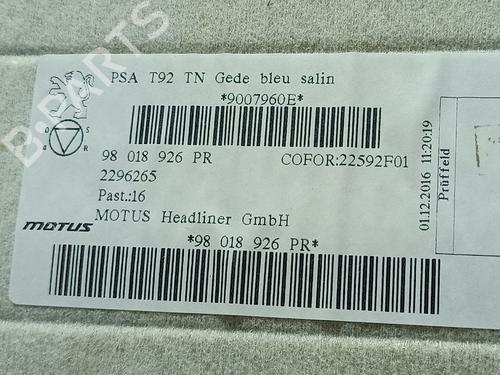 PSA T92 TN Gede bleu salin
*9007960E*
98 018 926 PR COFOR:22592F01
2296265
Past.:16
MOTUS Headliner GmbH
motus
*98 018 926 PR*
01.12.2016 11:20:19
Prüffeld
B-PARTS